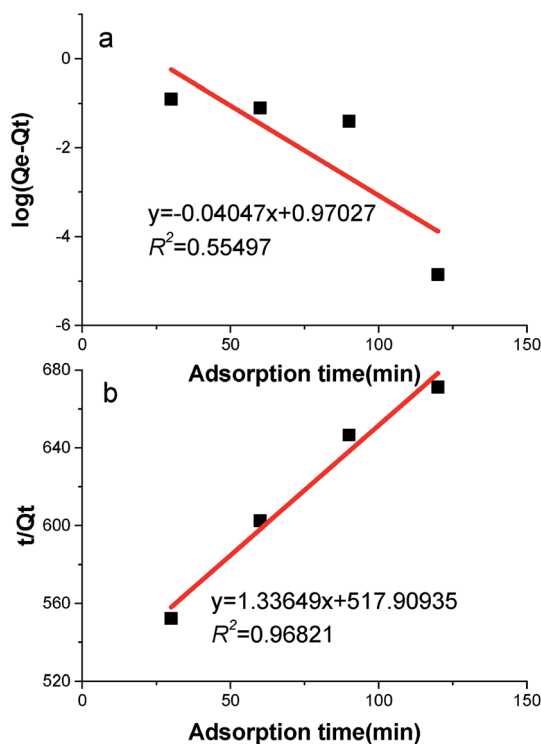 a
0
-2
-4
-6
log(Qe-Qt)
y=-0.04047x+0.97027
R²=0.55497
0 50 100 150
Adsorption time(min)
b
680
640
600
560
520
t/Qt
y=1.33649x+517.90935
R²=0.96821
0 50 100 150
Adsorption time(min)